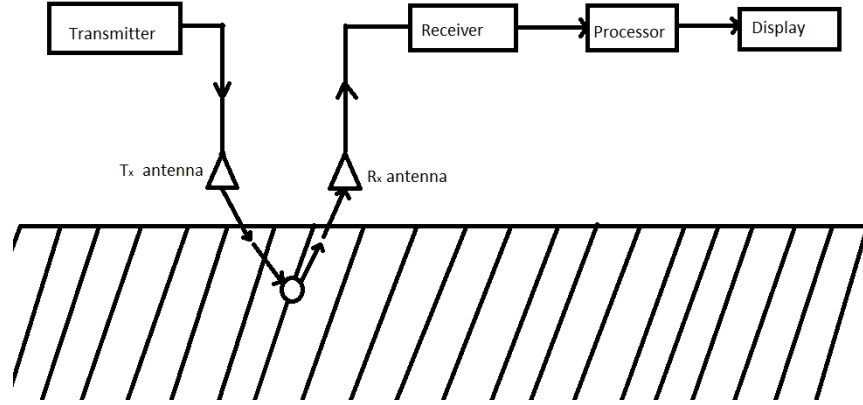 Transmitter
Receiver
Processor
Display
Tx antenna
Rx antenna